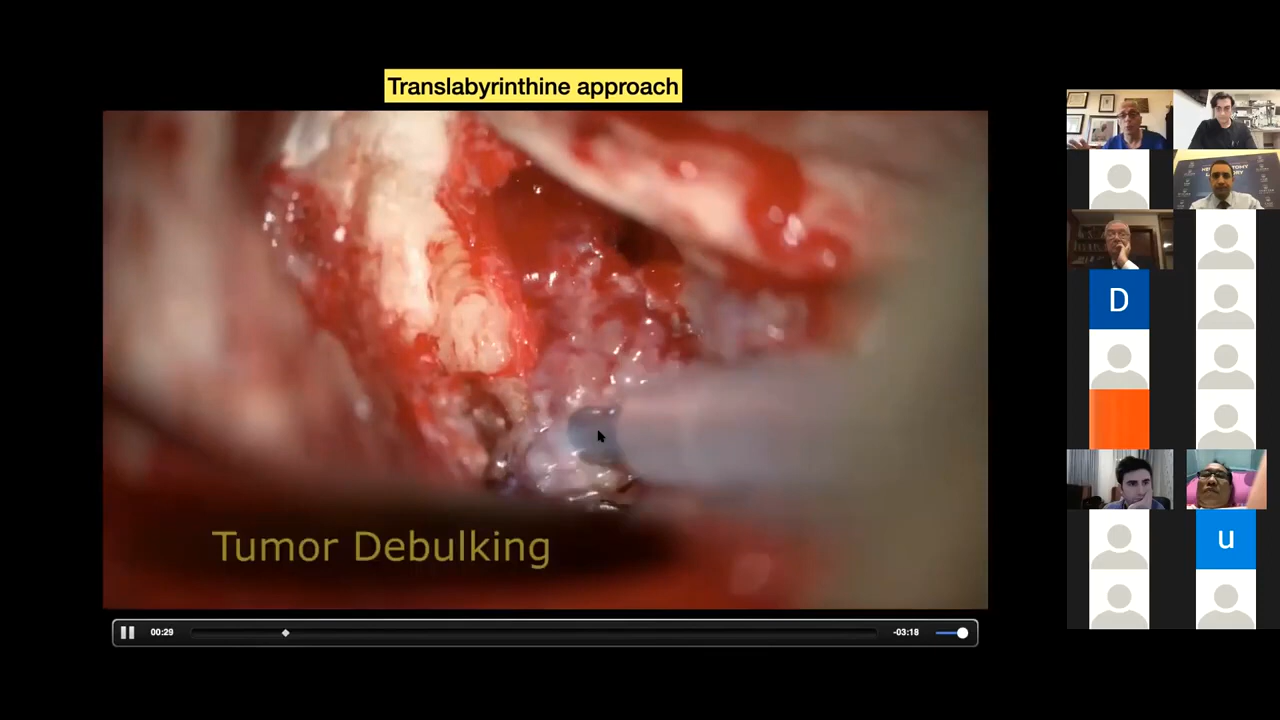 Translabyrinthine approach
Tumor Debulking
00:29
-03:18
D
u